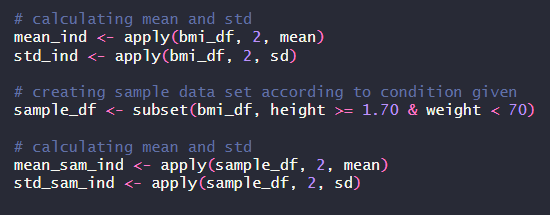 # calculating mean and std
mean_ind <- apply(bmi_df, 2, mean)
std_ind <- apply(bmi_df, 2, sd)
# creating sample data set according to condition given
sample_df <- subset(bmi_df, height >= 1.70 & weight < 70)
# calculating mean and std
mean_sam_ind <- apply(sample_df, 2, mean)
std_sam_ind <- apply(sample_df, 2, sd)